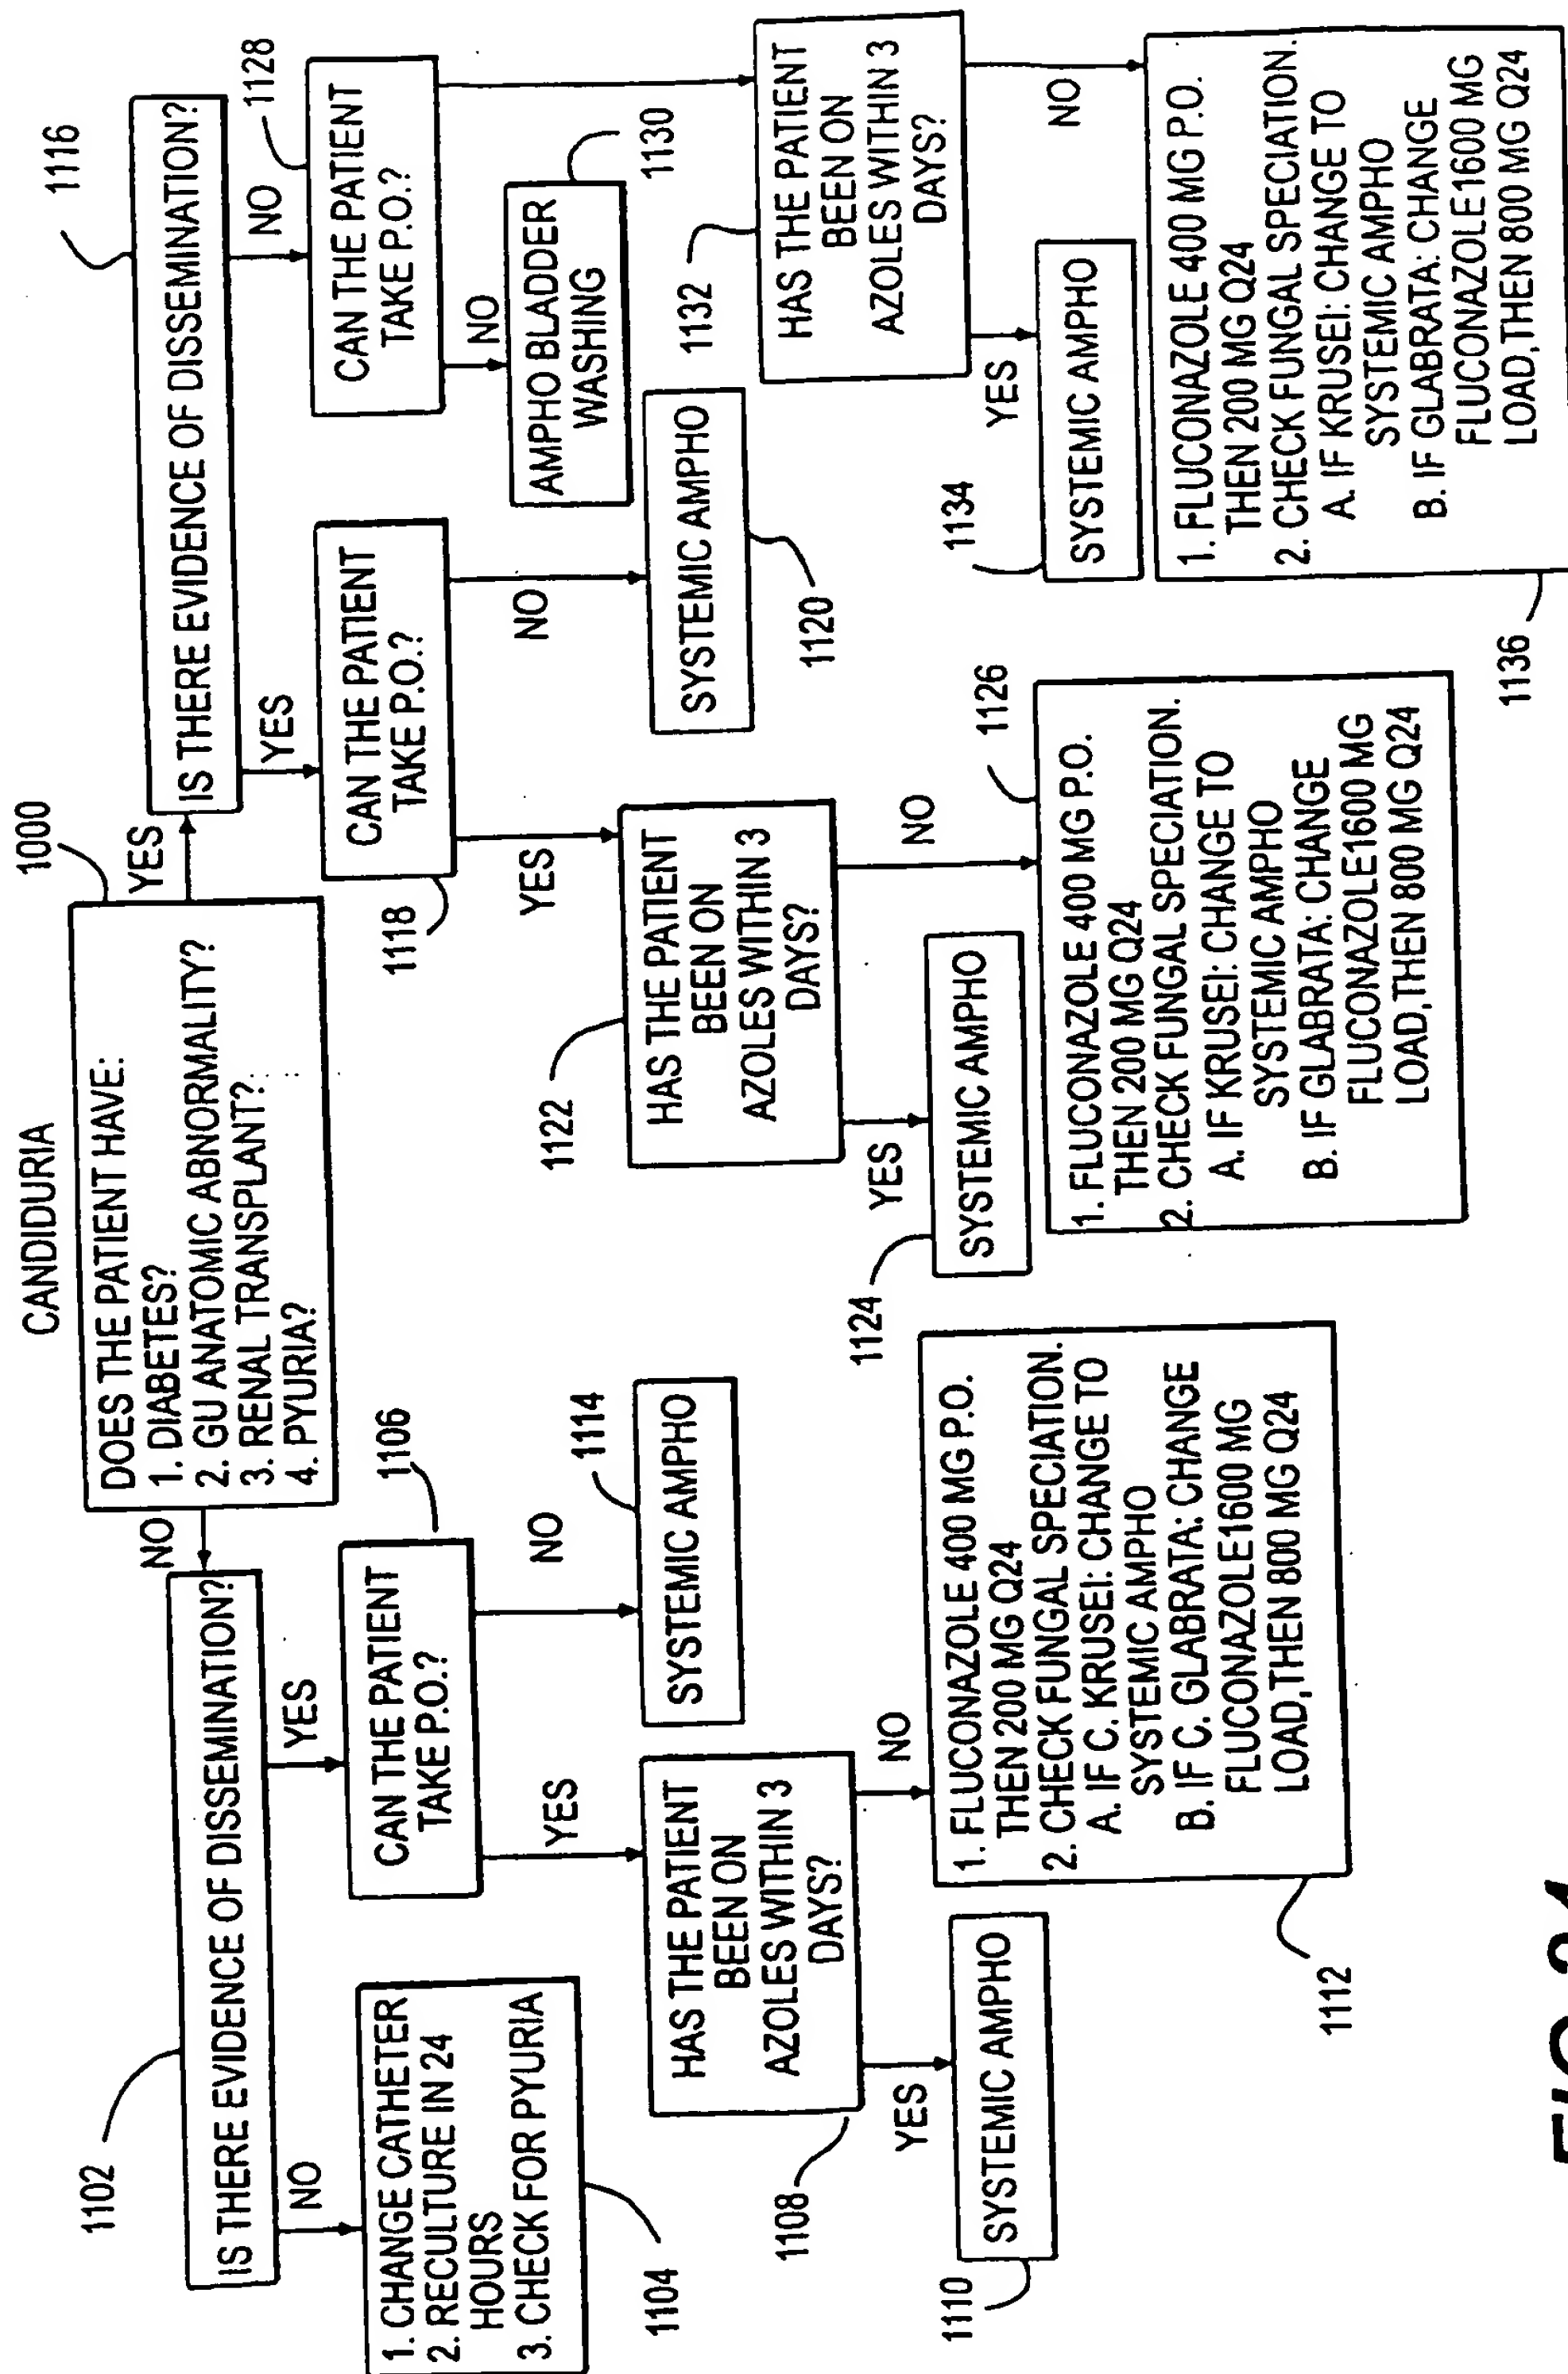 CANDIDURIA
1000
DOES THE PATIENT HAVE:
1. DIABETES?
2. GU ANATOMIC ABNORMALITY?
3. RENAL TRANSPLANT?
4. PYURIA?
NO
YES
1102
IS THERE EVIDENCE OF DISSEMINATION?
1116
IS THERE EVIDENCE OF DISSEMINATION?
NO
YES
YES
NO
1104
1. CHANGE CATHETER
2. RECULTURE IN 24
HOURS
3. CHECK FOR PYURIA
1106
CAN THE PATIENT
TAKE P.O.?
YES
NO
1114
SYSTEMIC AMPHO
1108
HAS THE PATIENT
BEEN ON
AZOLES WITHIN 3
DAYS?
YES
NO
1110
SYSTEMIC AMPHO
1112
1. FLUCONAZOLE 400 MG P.O.
THEN 200 MG Q24
2. CHECK FUNGAL SPECIATION.
A. IF C. KRUSEI: CHANGE TO
SYSTEMIC AMPHO
B. IF C. GLABRATA: CHANGE
FLUCONAZOLE1600 MG
LOAD,THEN 800 MG Q24
1118
CAN THE PATIENT
TAKE P.O.?
YES
NO
1120
SYSTEMIC AMPHO
1122
HAS THE PATIENT
BEEN ON
AZOLES WITHIN 3
DAYS?
YES
NO
1124
SYSTEMIC AMPHO
1126
1. FLUCONAZOLE 400 MG P.O.
THEN 200 MG Q24
2. CHECK FUNGAL SPECIATION.
A. IF KRUSEI: CHANGE TO
SYSTEMIC AMPHO
B. IF GLABRATA: CHANGE
FLUCONAZOLE1600 MG
LOAD,THEN 800 MG Q24
1128
CAN THE PATIENT
TAKE P.O.?
NO
1130
AMPHO BLADDER
WASHING
1132
HAS THE PATIENT
BEEN ON
AZOLES WITHIN 3
DAYS?
YES
NO
1134
SYSTEMIC AMPHO
1136
1. FLUCONAZOLE 400 MG P.O.
THEN 200 MG Q24
2. CHECK FUNGAL SPECIATION.
A. IF KRUSEI: CHANGE TO
SYSTEMIC AMPHO
B. IF GLABRATA: CHANGE
FLUCONAZOLE1600 MG
LOAD,THEN 800 MG Q24